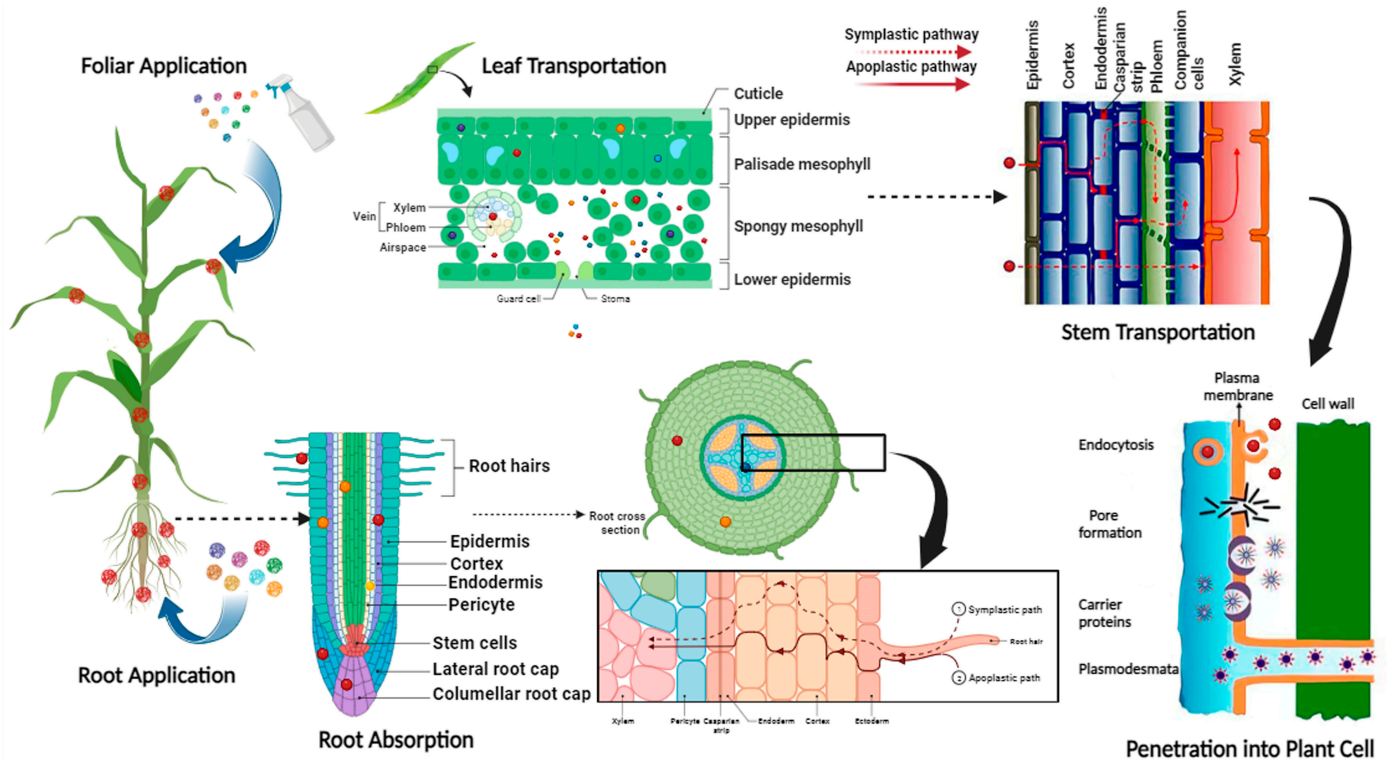 Foliar Application
Leaf Transportation
Cuticle
Upper epidermis
Palisade mesophyll
Spongy mesophyll
Lower epidermis
Vein
Xylem
Phloem
Airspace
Guard cell
Stoma
Symplastic pathway
Apoplastic pathway
Epidermis
Cortex
Endodermis
Casparian
strip
Phloem
Companion
cells
Xylem
Stem Transportation
Root Application
Root hairs
Epidermis
Cortex
Endodermis
Pericyte
Stem cells
Lateral root cap
Columellar root cap
Root Absorption
Root cross
section
1
Symplastic path
Root hair
2
Apoplastic path
Xylem
Pericyte
Casparian
strip
Endoderm
Cortex
Ectoderm
Plasma
membrane
Cell wall
Endocytosis
Pore
formation
Carrier
proteins
Plasmodesmata
Penetration into Plant Cell